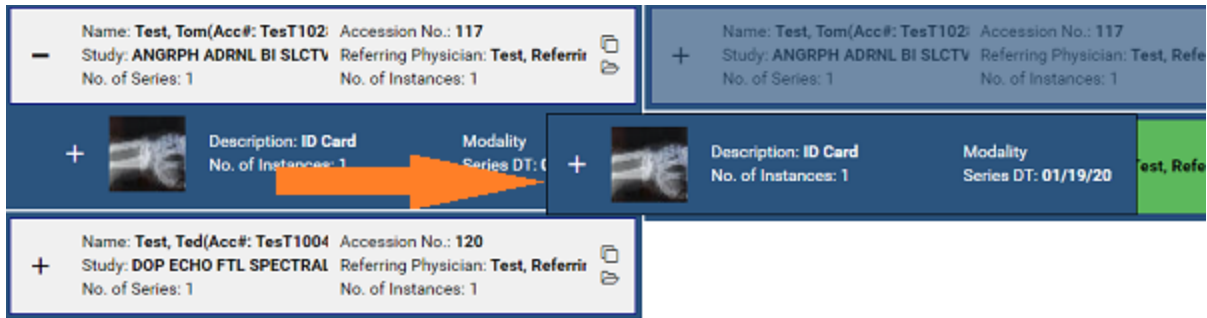 Name: Test, Tom(Acc#: TesT102 Accession No.: 117
Study: ANGRPH ADRNL BI SLCTV Referring Physician: Test, Referrin
No. of Series: 1 No. of Instances: 1
Name: Test, Tom(Acc#: TesT102 Accession No.: 117
Study: ANGRPH ADRNL BI SLCTV Referring Physician: Test, Refe
No. of Series: 1 No. of Instances: 1
Description: ID Card Modality
No. of Instances: 1 Series DT:
Description: ID Card Modality
No. of Instances: 1 Series DT: 01/19/20
Test, Refe
Name: Test, Ted(Acc#: TesT1004 Accession No.: 120
Study: DOP ECHO FTL SPECTRAL Referring Physician: Test, Referrin
No. of Series: 1 No. of Instances: 1